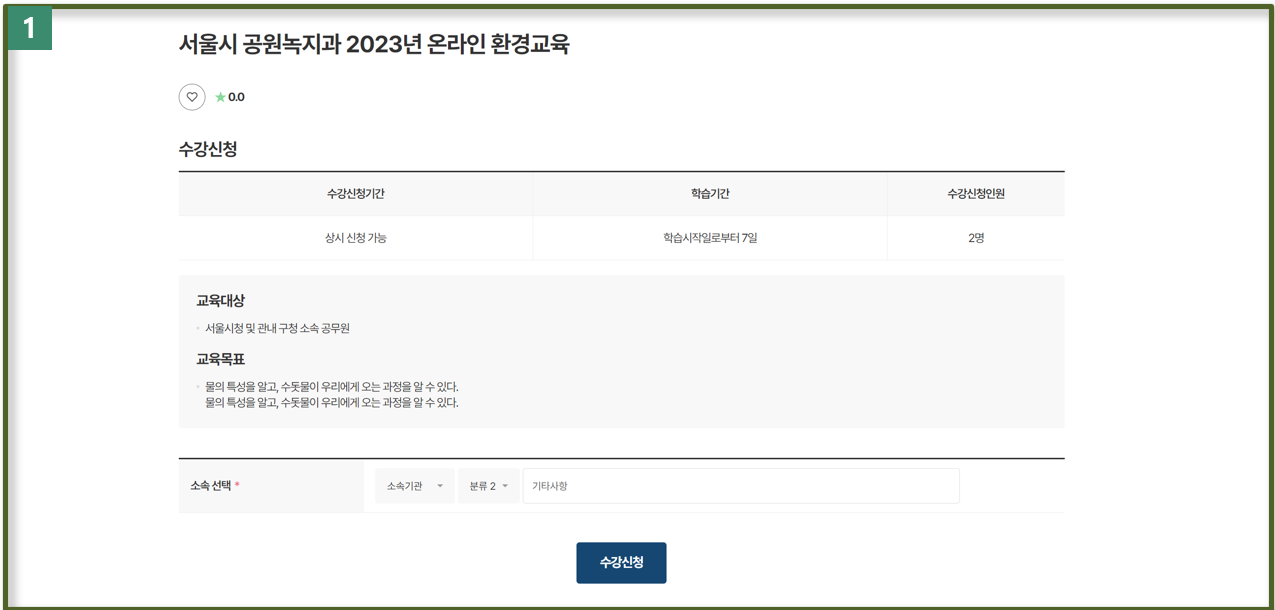 1
서울시 공원녹지과 2023년 온라인 환경교육
★ 0.0
수강신청
수강신청기간 학습기간 수강신청인원
상시 신청 가능 학습시작일로부터 7일 2명
교육대상
서울시청 및 관내 구청 소속 공무원
교육목표
물의 특성을 알고, 수돗물이 우리에게 오는 과정을 알 수 있다.
물의 특성을 알고, 수돗물이 우리에게 오는 과정을 알 수 있다.
소속 선택 * 소속기관 분류 2 기타사항
수강신청